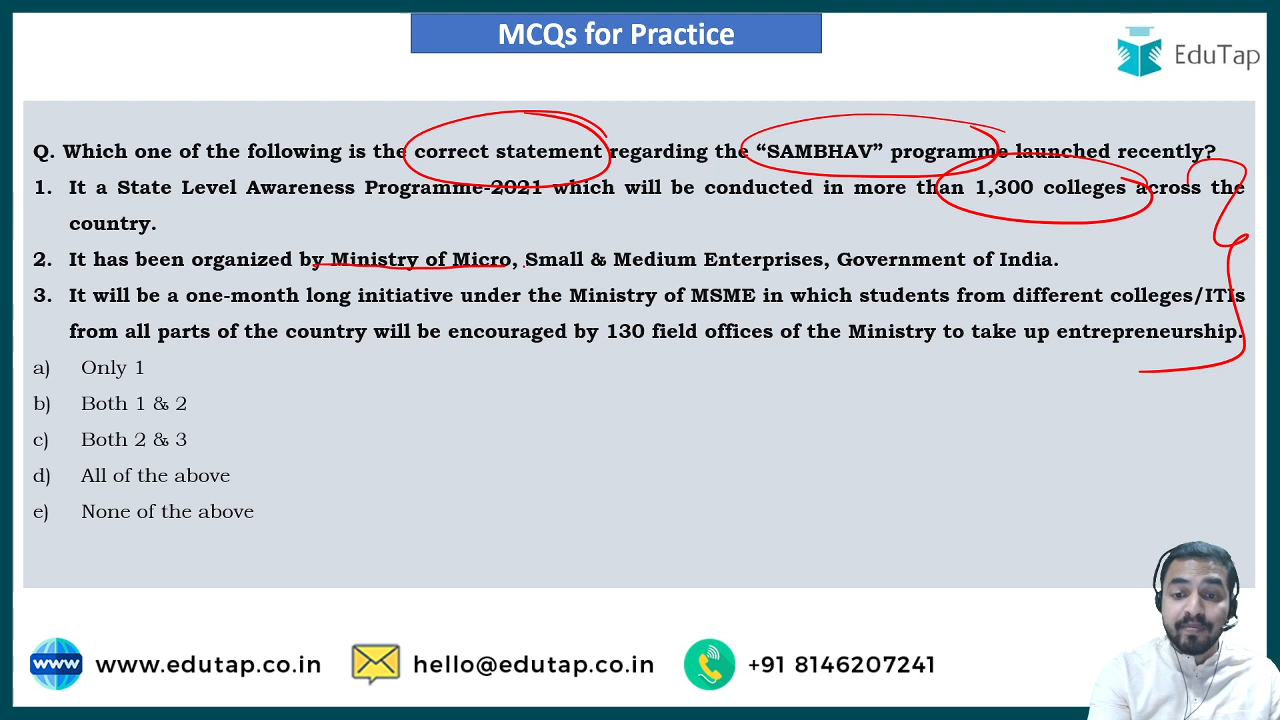 MCQs for Practice
EduTap
Q. Which one of the following is the correct statement regarding the “SAMBHAV” programme launched recently?
1. It a State Level Awareness Programme-2021 which will be conducted in more than 1,300 colleges across the
country.
2. It has been organized by Ministry of Micro, Small & Medium Enterprises, Government of India.
3. It will be a one-month long initiative under the Ministry of MSME in which students from different colleges/ITIs
from all parts of the country will be encouraged by 130 field offices of the Ministry to take up entrepreneurship.
a) Only 1
b) Both 1 & 2
c) Both 2 & 3
d) All of the above
e) None of the above
www www.edutap.co.in hello@edutap.co.in +91 8146207241